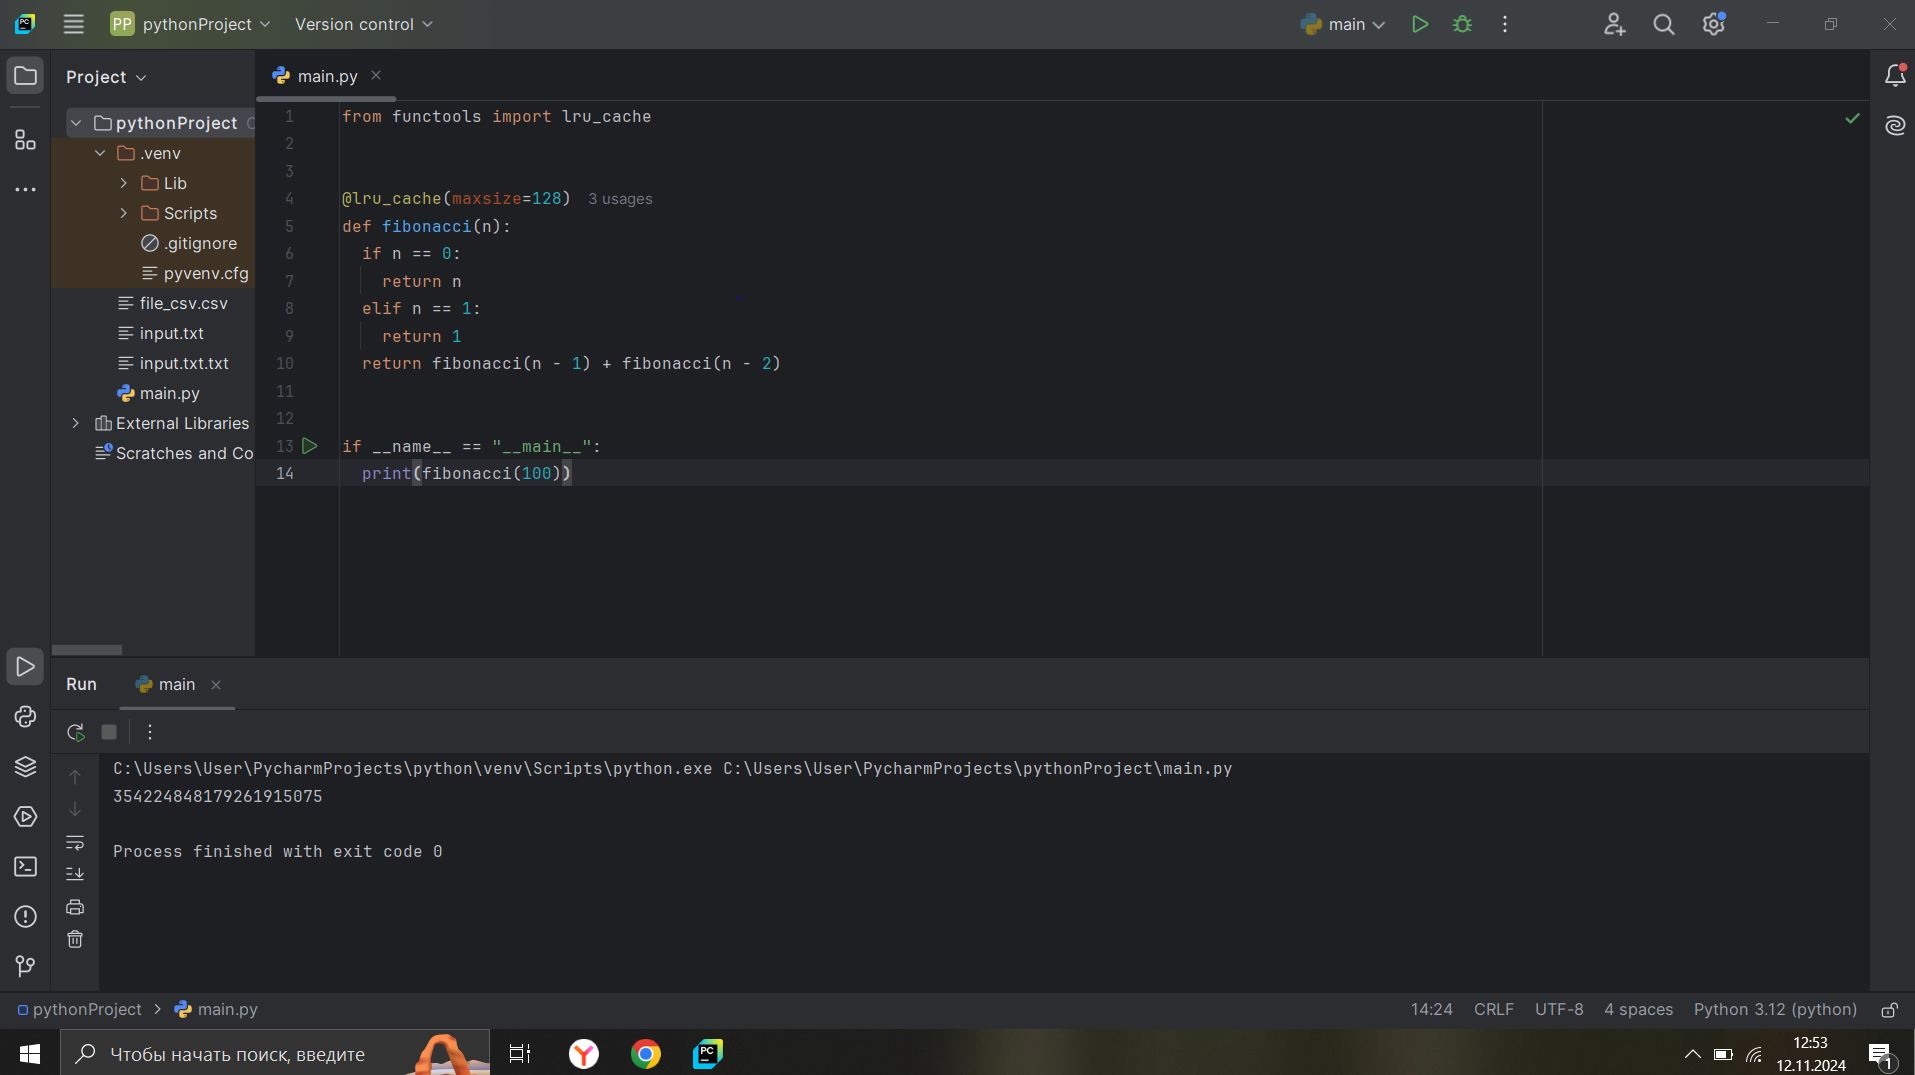 PC
PP pythonProject
Version control
main
Project
main.py
pythonProject
.venv
Lib
Scripts
.gitignore
pyvenv.cfg
file_csv.csv
input.txt
input.txt.txt
main.py
External Libraries
Scratches and Co
1 from functools import lru_cache
2
3
4 @lru_cache(maxsize=128) 3 usages
5 def fibonacci(n):
6 if n == 0:
7 return n
8 elif n == 1:
9 return 1
10 return fibonacci(n - 1) + fibonacci(n - 2)
11
12
13 if __name__ == "__main__":
14 print(fibonacci(100))
Run
main
C:\Users\User\PycharmProjects\python\venv\Scripts\python.exe C:\Users\User\PycharmProjects\pythonProject\main.py
354224848179261915075
Process finished with exit code 0
pythonProject
main.py
14:24 CRLF UTF-8 4 spaces Python 3.12 (python)
Чтобы начать поиск, введите
PC
12:53
12.11.2024
1